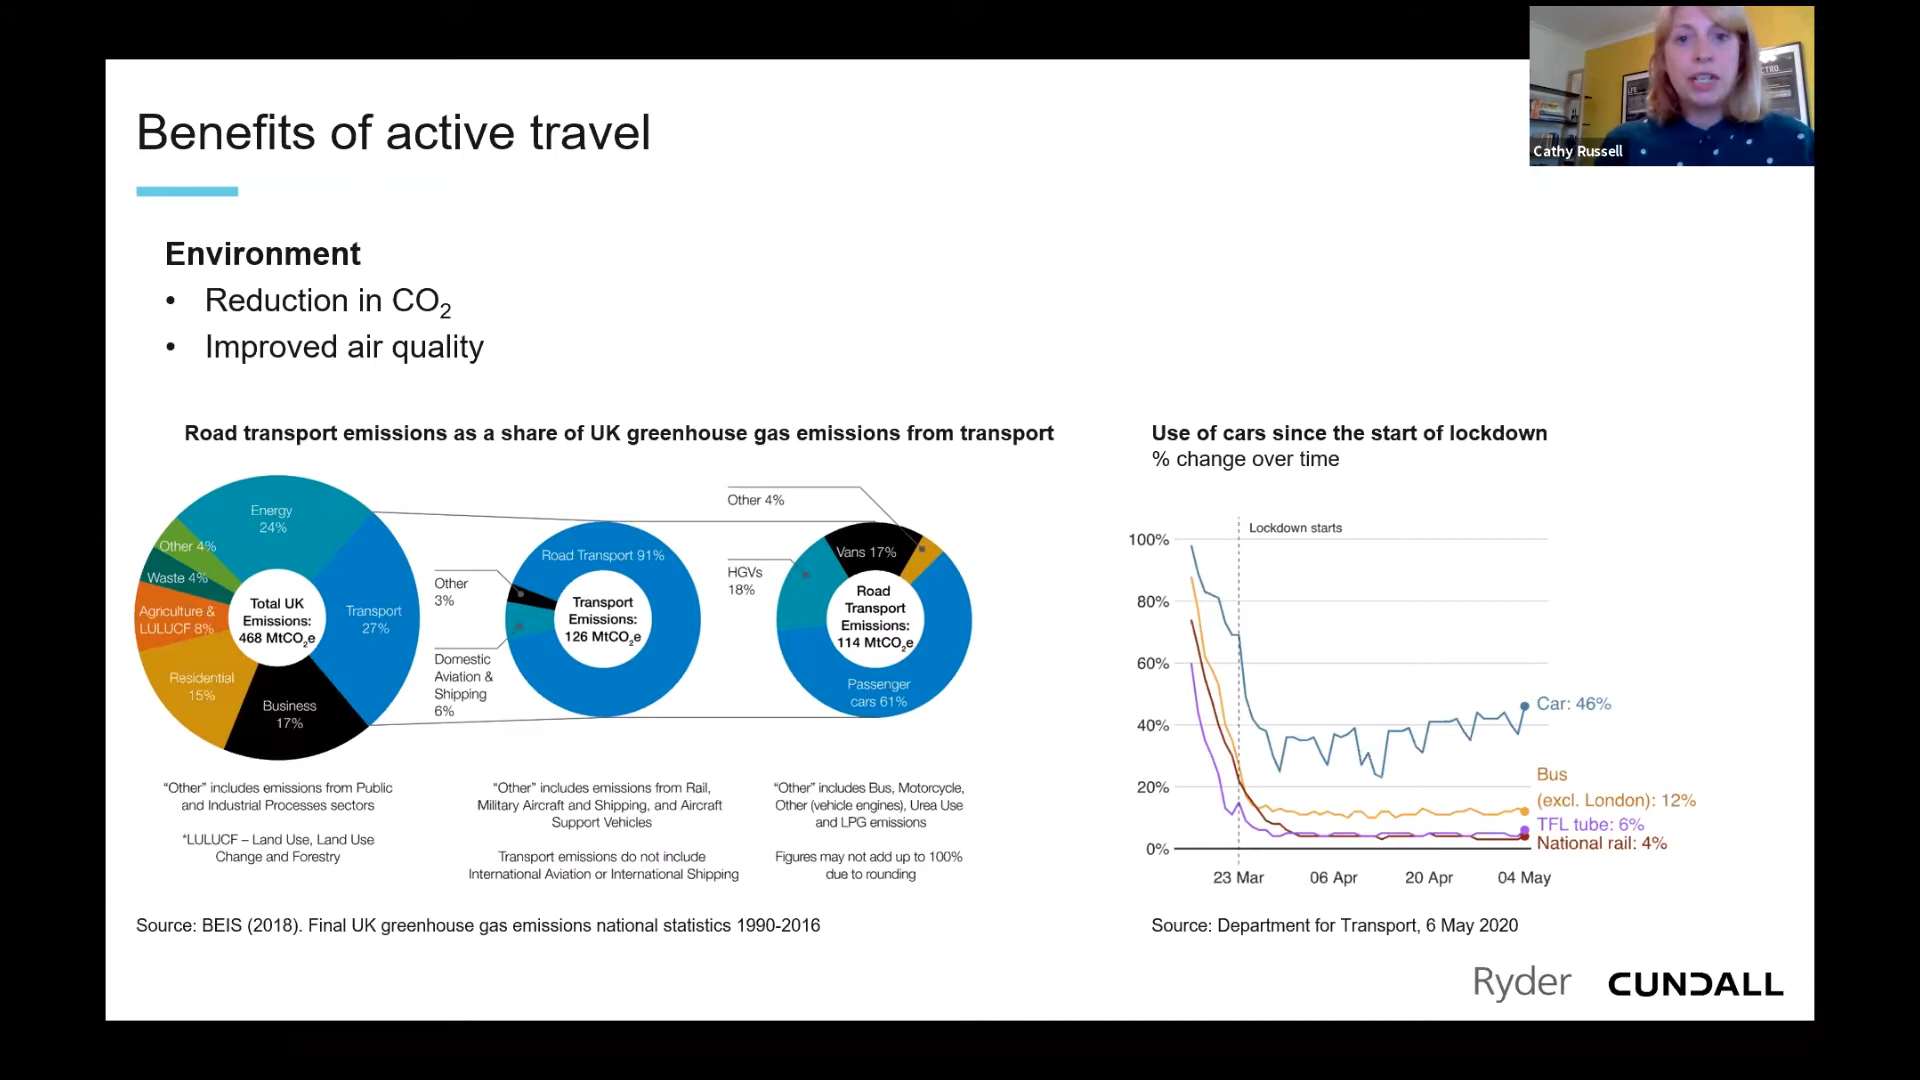 Benefits of active travel
Cathy Russell
Environment
• Reduction in CO₂
• Improved air quality
Road transport emissions as a share of UK greenhouse gas emissions from transport
Energy
24%
Other 4%
Waste 4%
Agriculture &
LULUCF 8%
Residential
15%
Business
17%
Transport
27%
Total UK
Emissions:
468 MtCO₂e
Road Transport 91%
Other
3%
Domestic
Aviation &
Shipping
6%
Transport
Emissions:
126 MtCO₂e
Other 4%
Vans 17%
HGVs
18%
Road
Transport
Emissions:
114 MtCO₂e
Passenger
cars 61%
“Other” includes emissions from Public
and Industrial Processes sectors
*LULUCF – Land Use, Land Use
Change and Forestry
“Other” includes emissions from Rail,
Military Aircraft and Shipping, and Aircraft
Support Vehicles
Transport emissions do not include
International Aviation or International Shipping
“Other” includes Bus, Motorcycle,
Other (vehicle engines), Urea Use
and LPG emissions
Figures may not add up to 100%
due to rounding
Source: BEIS (2018). Final UK greenhouse gas emissions national statistics 1990-2016
Use of cars since the start of lockdown
% change over time
Lockdown starts
100%
80%
60%
40%
20%
0%
Car: 46%
Bus
(excl. London): 12%
TFL tube: 6%
National rail: 4%
23 Mar
06 Apr
20 Apr
04 May
Source: Department for Transport, 6 May 2020
Ryder
CUNDALL